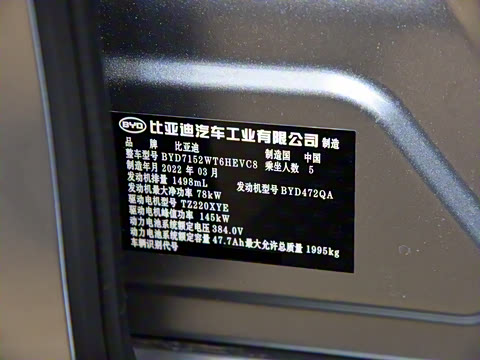 BYD 比亚迪汽车工业有限公司 制造
品 牌 比亚迪 制造国 中国
整车型号 BYD7152WT6HEVC8 乘坐人数 5
制造年月 2022 年 03 月
发动机排量 1498mL 发动机型号 BYD472QA
发动机最大净功率 78kW
驱动电机型号 TZ220XYE
驱动电机峰值功率 145kW
动力电池系统额定电压 384.0V
动力电池系统额定容量 47.7Ah 最大允许总质量 1995kg
车辆识别代号